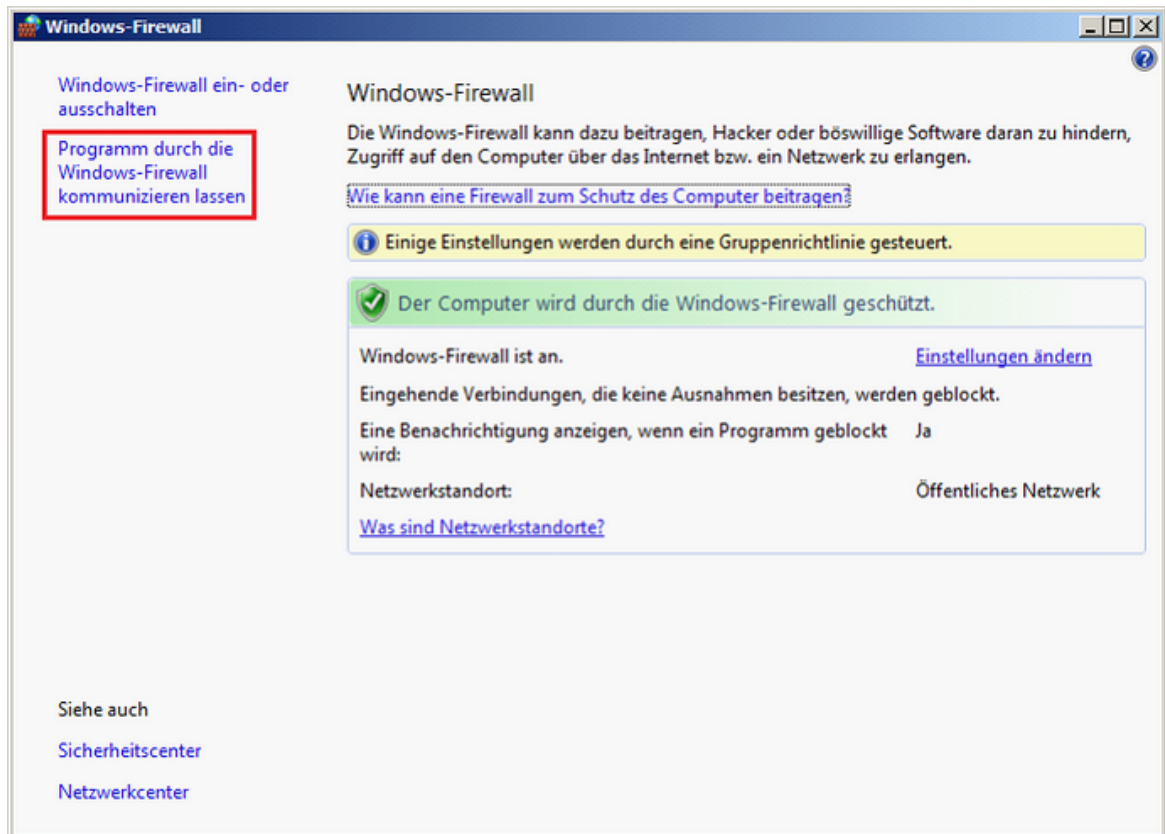 Windows-Firewall
Windows-Firewall ein- oder
ausschalten
Programm durch die
Windows-Firewall
kommunizieren lassen
Windows-Firewall
Die Windows-Firewall kann dazu beitragen, Hacker oder böswillige Software daran zu hindern,
Zugriff auf den Computer über das Internet bzw. ein Netzwerk zu erlangen.
Wie kann eine Firewall zum Schutz des Computer beitragen?
Einige Einstellungen werden durch eine Gruppenrichtlinie gesteuert.
Der Computer wird durch die Windows-Firewall geschützt.
Windows-Firewall ist an. Einstellungen ändern
Eingehende Verbindungen, die keine Ausnahmen besitzen, werden geblockt.
Eine Benachrichtigung anzeigen, wenn ein Programm geblockt Ja
wird:
Netzwerkstandort: Öffentliches Netzwerk
Was sind Netzwerkstandorte?
Siehe auch
Sicherheitscenter
Netzwerkcenter